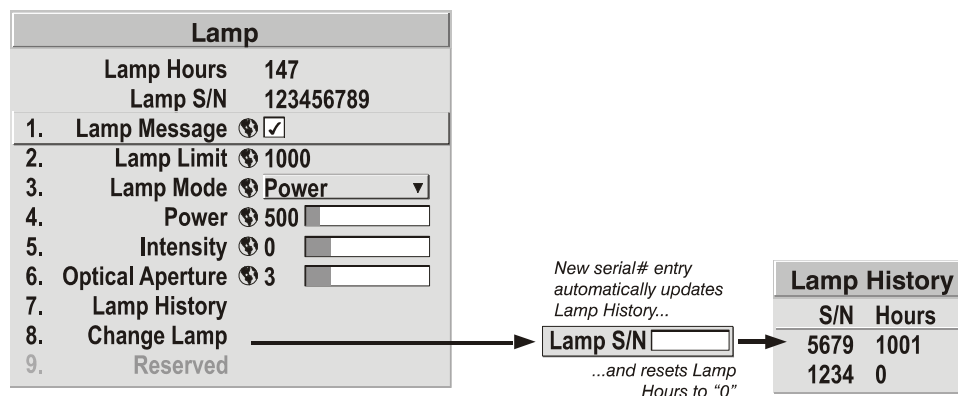 Lamp
Lamp Hours 147
Lamp S/N 123456789
1. Lamp Message ✓
2. Lamp Limit 1000
3. Lamp Mode Power ▼
4. Power 500
5. Intensity 0
6. Optical Aperture 3
7. Lamp History
8. Change Lamp
9. Reserved
New serial# entry
automatically updates
Lamp History...
Lamp S/N
...and resets Lamp
Hours to "0"
Lamp History
S/N Hours
5679 1001
1234 0